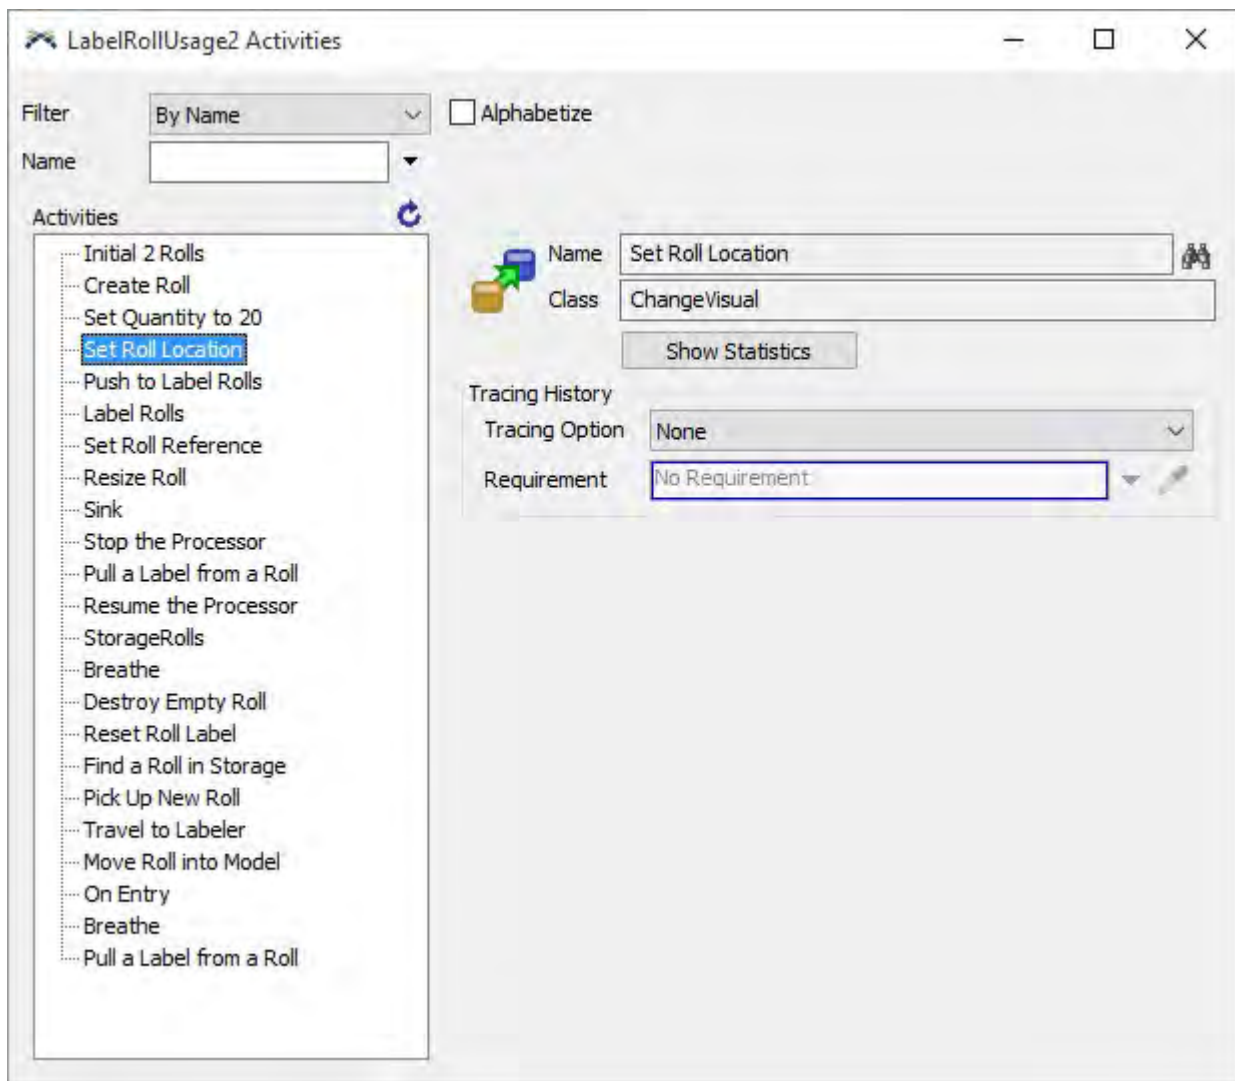 LabelRollUsage2 Activities
Filter By Name Alphabetize
Name
Activities
Initial 2 Rolls
Create Roll
Set Quantity to 20
Set Roll Location
Push to Label Rolls
Label Rolls
Set Roll Reference
Resize Roll
Sink
Stop the Processor
Pull a Label from a Roll
Resume the Processor
StorageRolls
Breathe
Destroy Empty Roll
Reset Roll Label
Find a Roll in Storage
Pick Up New Roll
Travel to Labeler
Move Roll into Model
On Entry
Breathe
Pull a Label from a Roll
Name Set Roll Location
Class ChangeVisual
Show Statistics
Tracing History
Tracing Option None
Requirement No Requirement